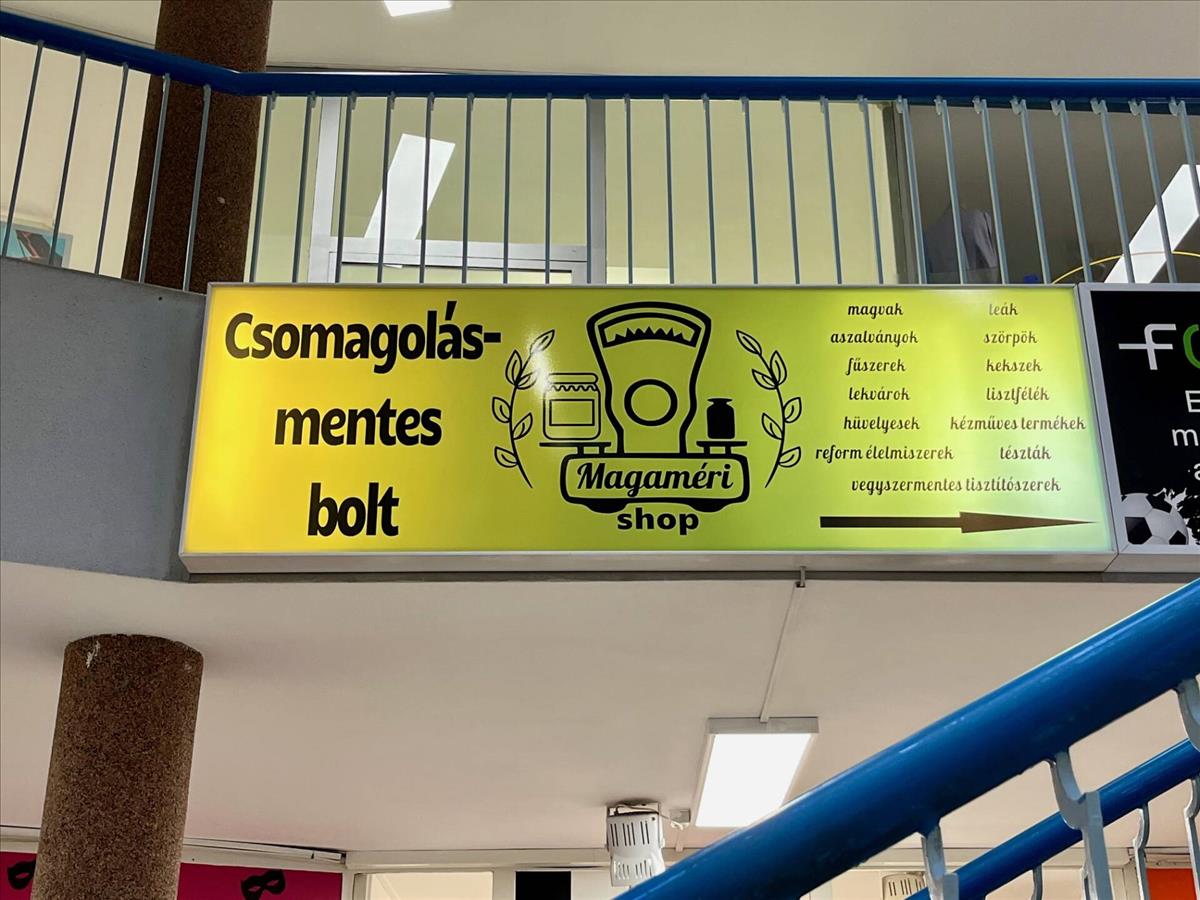 Csomagolás-
mentes
bolt
Magaméri
shop
magvak
aszalványok
fűszerek
lekvárok
hüvelyesek
reform élelmiszerek
teák
szörpök
kekszek
lisztfélék
kézműves termékek
tészták
vegyszermentes tisztítószerek